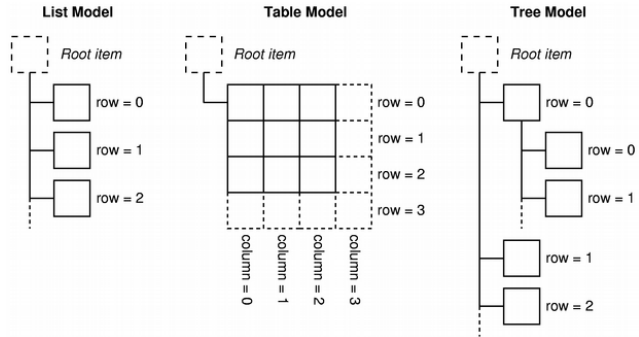 List Model
Root item
row = 0
row = 1
row = 2
Table Model
Root item
row = 0
row = 1
row = 2
row = 3
column = 0
column = 1
column = 2
column = 3
Tree Model
Root item
row = 0
row = 0
row = 1
row = 1
row = 2